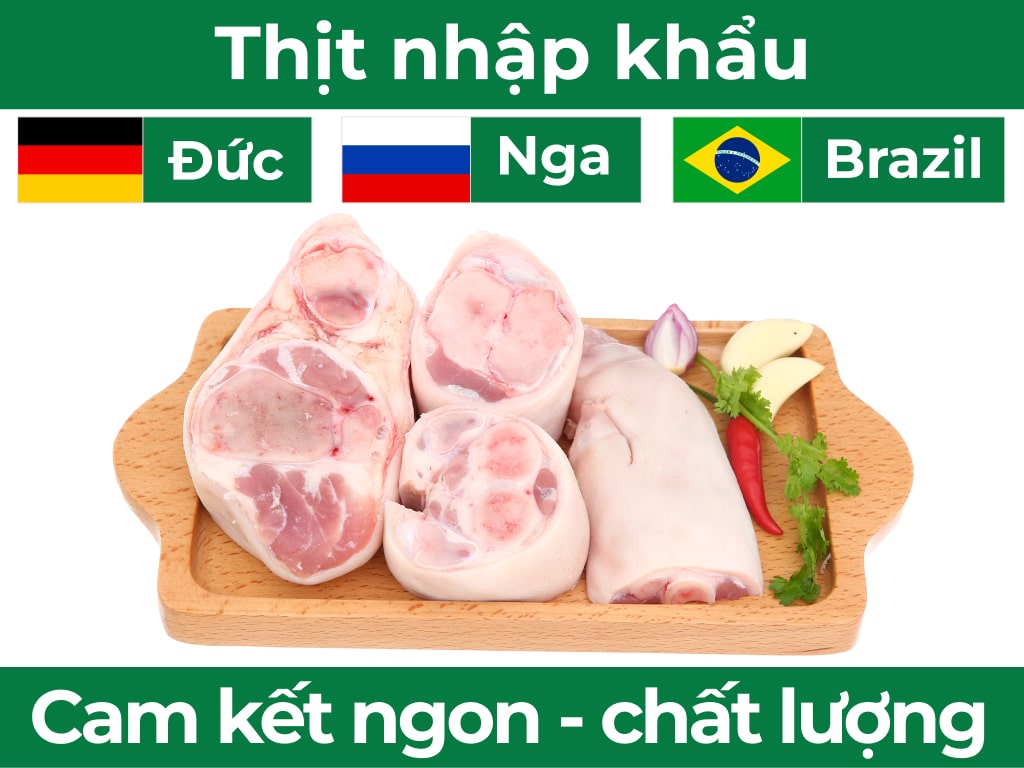 Thịt nhập khẩu
Đức
Nga
Brazil
Cam kết ngon - chất lượng